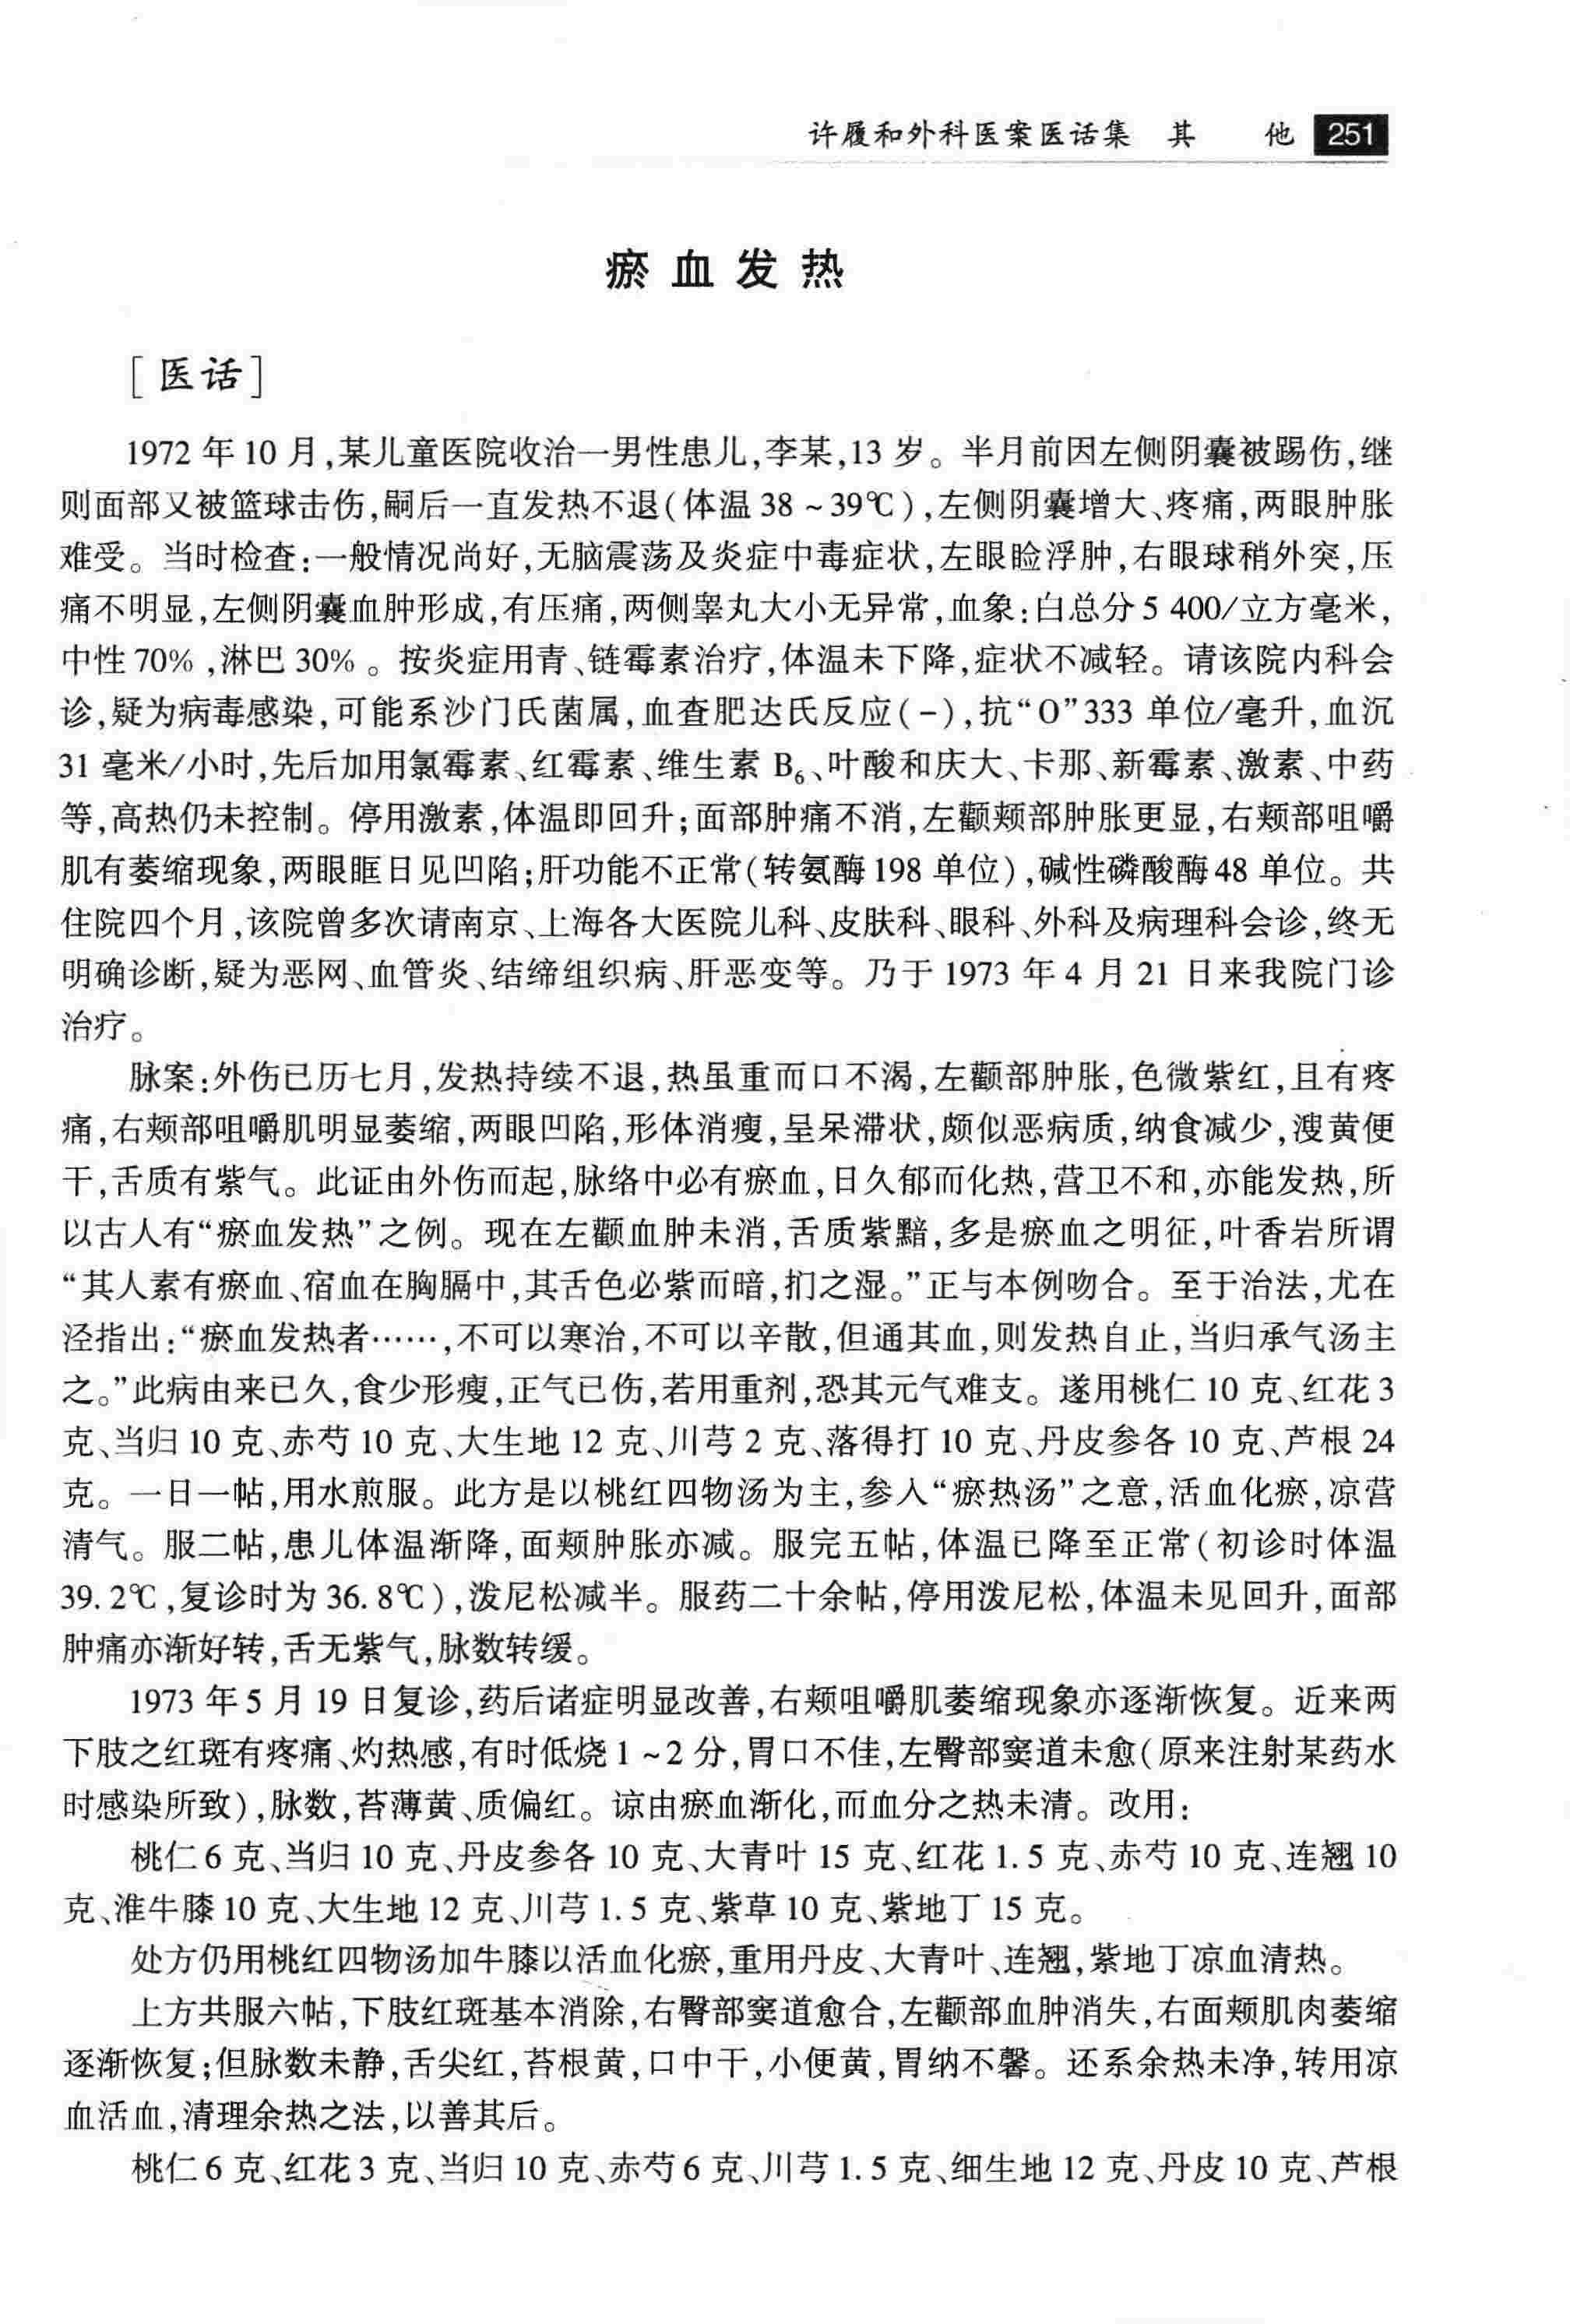 许履和外科医案医话集 其 他 251
瘀血发热
[医话]
1972 年 10 月,某儿童医院收治一男性患儿,李某,13 岁。半月前因左侧阴囊被踢伤,继
则面部又被篮球击伤,嗣后一直发热不退(体温 38 ~ 39℃),左侧阴囊增大、疼痛,两眼肿胀
难受。当时检查:一般情况尚好,无脑震荡及炎症中毒症状,左眼睑浮肿,右眼球稍外突,压
痛不明显,左侧阴囊血肿形成,有压痛,两侧睾丸大小无异常,血象:白总分 5 400/立方毫米,
中性 70% ,淋巴 30% 。按炎症用青、链霉素治疗,体温未下降,症状不减轻。请该院内科会
诊,疑为病毒感染,可能系沙门氏菌属,血查肥达氏反应(-),抗“O”333 单位/毫升,血沉
31 毫米/小时,先后加用氯霉素、红霉素、维生素 B₆、叶酸和庆大、卡那、新霉素、激素、中药
等,高热仍未控制。停用激素,体温即回升;面部肿痛不消,左颧颊部肿胀更显,右颊部咀嚼
肌有萎缩现象,两眼眶日见凹陷;肝功能不正常(转氨酶 198 单位),碱性磷酸酶 48 单位。共
住院四个月,该院曾多次请南京、上海各大医院儿科、皮肤科、眼科、外科及病理科会诊,终无
明确诊断,疑为恶网、血管炎、结缔组织病、肝恶变等。乃于 1973 年 4 月 21 日来我院门诊
治疗。
脉案:外伤已历七月,发热持续不退,热虽重而口不渴,左颧部肿胀,色微紫红,且有疼
痛,右颊部咀嚼肌明显萎缩,两眼凹陷,形体消瘦,呈呆滞状,颇似恶病质,纳食减少,溲黄便
干,舌质有紫气。此证由外伤而起,脉络中必有瘀血,日久郁而化热,营卫不和,亦能发热,所
以古人有“瘀血发热”之例。现在左颧血肿未消,舌质紫黯,多是瘀血之明征,叶香岩所谓
“其人素有瘀血、宿血在胸膈中,其舌色必紫而暗,扪之湿。”正与本例吻合。至于治法,尤在
泾指出:“瘀血发热者……,不可以寒治,不可以辛散,但通其血,则发热自止,当归承气汤主
之。”此病由来已久,食少形瘦,正气已伤,若用重剂,恐其元气难支。遂用桃仁 10 克、红花 3
克、当归 10 克、赤芍 10 克、大生地 12 克、川芎 2 克、落得打 10 克、丹皮参各 10 克、芦根 24
克。一日一帖,用水煎服。此方是以桃红四物汤为主,参入“瘀热汤”之意,活血化瘀,凉营
清气。服二帖,患儿体温渐降,面颊肿胀亦减。服完五帖,体温已降至正常(初诊时体温
39. 2℃,复诊时为 36. 8℃),泼尼松减半。服药二十余帖,停用泼尼松,体温未见回升,面部
肿痛亦渐好转,舌无紫气,脉数转缓。
1973 年 5 月 19 日复诊,药后诸症明显改善,右颊咀嚼肌萎缩现象亦逐渐恢复。近来两
下肢之红斑有疼痛、灼热感,有时低烧 1 ~ 2 分,胃口不佳,左臀部窦道未愈(原来注射某药水
时感染所致),脉数,苔薄黄、质偏红。谅由瘀血渐化,而血分之热未清。改用:
桃仁 6 克、当归 10 克、丹皮参各 10 克、大青叶 15 克、红花 1. 5 克、赤芍 10 克、连翘 10
克、淮牛膝 10 克、大生地 12 克、川芎 1. 5 克、紫草 10 克、紫地丁 15 克。
处方仍用桃红四物汤加牛膝以活血化瘀,重用丹皮、大青叶、连翘,紫地丁凉血清热。
上方共服六帖,下肢红斑基本消除,右臀部窦道愈合,左颧部血肿消失,右面颊肌肉萎缩
逐渐恢复;但脉数未静,舌尖红,苔根黄,口中干,小便黄,胃纳不馨。还系余热未净,转用凉
血活血,清理余热之法,以善其后。
桃仁 6 克、红花 3 克、当归 10 克、赤芍 6 克、川芎 1. 5 克、细生地 12 克、丹皮 10 克、芦根